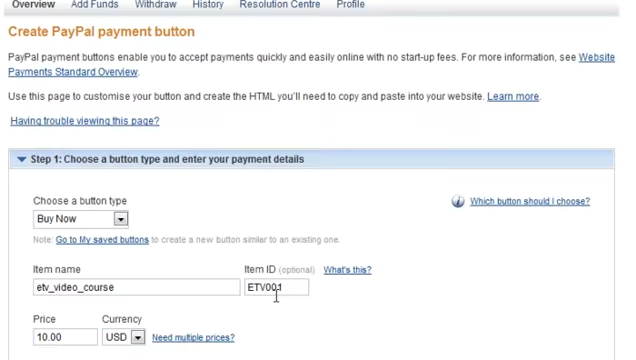 Overview Add Funds Withdraw History Resolution Centre Profile
Create PayPal payment button
PayPal payment buttons enable you to accept payments quickly and easily online with no start-up fees. For more information, see Website
Payments Standard Overview.
Use this page to customise your button and create the HTML you'll need to copy and paste into your website. Learn more.
Having trouble viewing this page?
Step 1: Choose a button type and enter your payment details
Choose a button type
Which button should I choose?
Buy Now
Note: Go to My saved buttons to create a new button similar to an existing one.
Item name Item ID (optional) What's this?
etv_video_course ETV001
Price Currency
10.00 USD Need multiple prices?